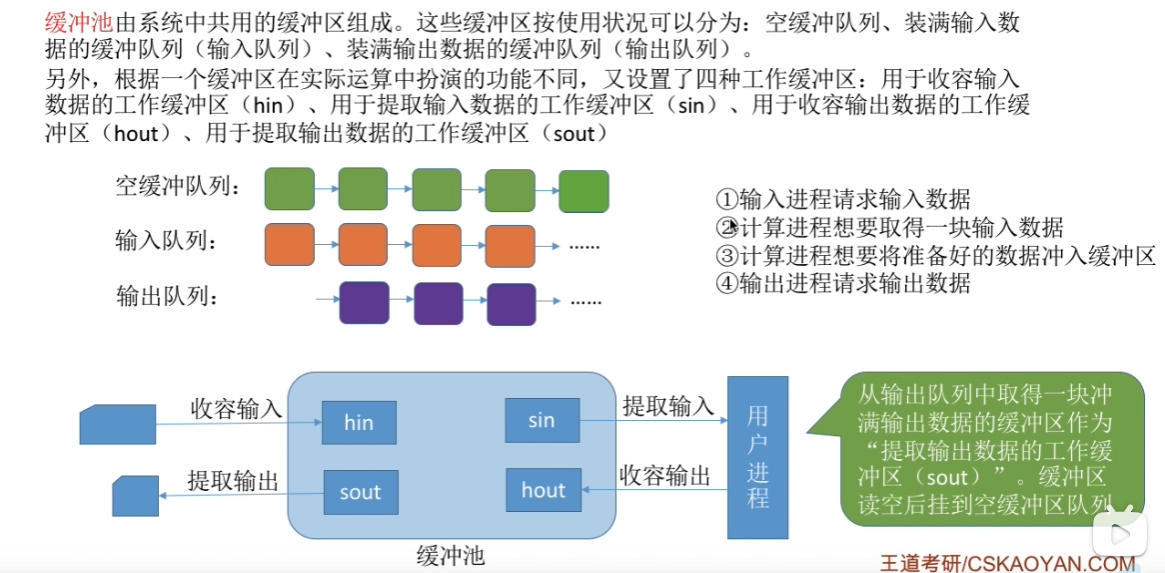 缓冲池由系统中共用的缓冲区组成。这些缓冲区按使用状况可以分为：空缓冲队列、装满输入数
据的缓冲队列（输入队列）、装满输出数据的缓冲队列（输出队列）。
另外，根据一个缓冲区在实际运算中扮演的功能不同，又设置了四种工作缓冲区：用于收容输入
数据的工作缓冲区（hin）、用于提取输入数据的工作缓冲区（sin）、用于收容输出数据的工作缓
冲区（hout）、用于提取输出数据的工作缓冲区（sout）
空缓冲队列：
输入队列：
……
输出队列：
……
①输入进程请求输入数据
②计算进程想要取得一块输入数据
③计算进程想要将准备好的数据冲入缓冲区
④输出进程请求输出数据
收容输入
hin
sin
提取输入
提取输出
sout
hout
收容输出
用户进程
缓冲池
从输出队列中取得一块冲
满输出数据的缓冲区作为
“提取输出数据的工作缓
冲区（sout）”。缓冲区
读空后挂到空缓冲区队列
王道考研/CSKAOYAN.COM